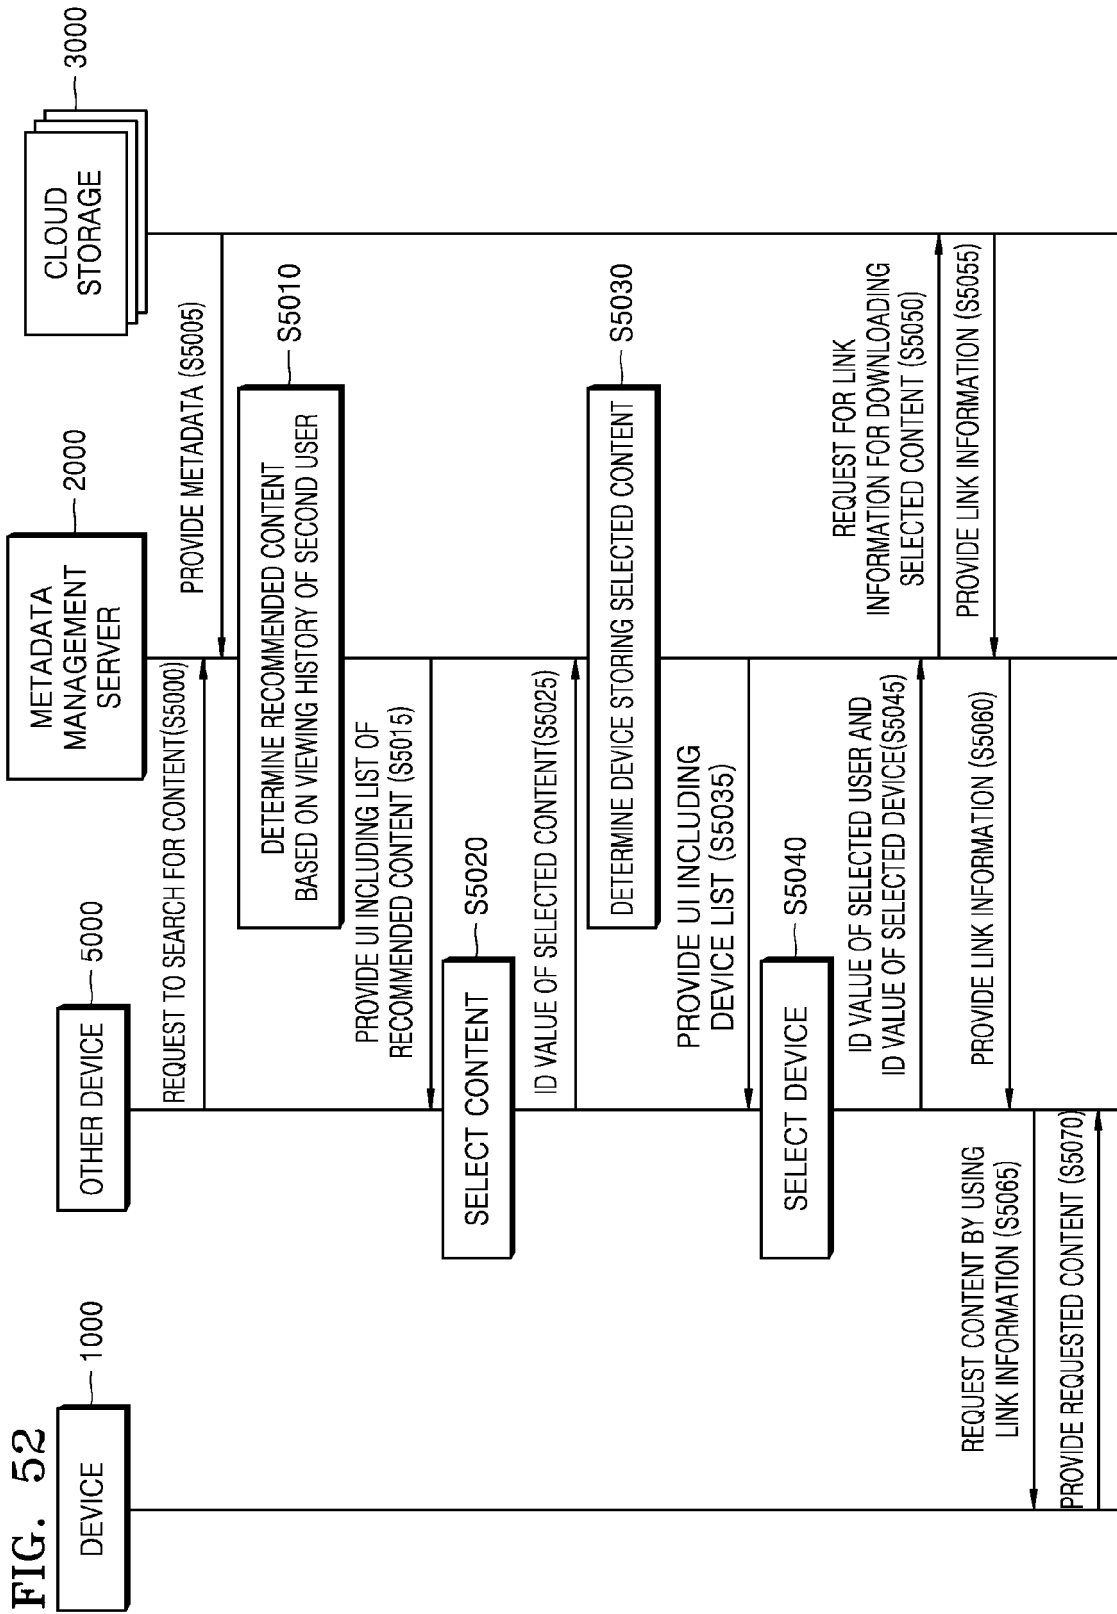 FIG. 52
DEVICE
1000
OTHER DEVICE
5000
METADATA
MANAGEMENT
SERVER
2000
CLOUD
STORAGE
3000
REQUEST TO SEARCH FOR CONTENT(S5000)
PROVIDE METADATA (S5005)
DETERMINE RECOMMENDED CONTENT
BASED ON VIEWING HISTORY OF SECOND USER
S5010
PROVIDE UI INCLUDING LIST OF
RECOMMENDED CONTENT (S5015)
SELECT CONTENT
S5020
ID VALUE OF SELECTED CONTENT(S5025)
DETERMINE DEVICE STORING SELECTED CONTENT
S5030
PROVIDE UI INCLUDING
DEVICE LIST (S5035)
SELECT DEVICE
S5040
ID VALUE OF SELECTED USER AND
ID VALUE OF SELECTED DEVICE(S5045)
REQUEST FOR LINK
INFORMATION FOR DOWNLOADING
SELECTED CONTENT (S5050)
PROVIDE LINK INFORMATION (S5055)
PROVIDE LINK INFORMATION (S5060)
REQUEST CONTENT BY USING
LINK INFORMATION (S5065)
PROVIDE REQUESTED CONTENT (S5070)